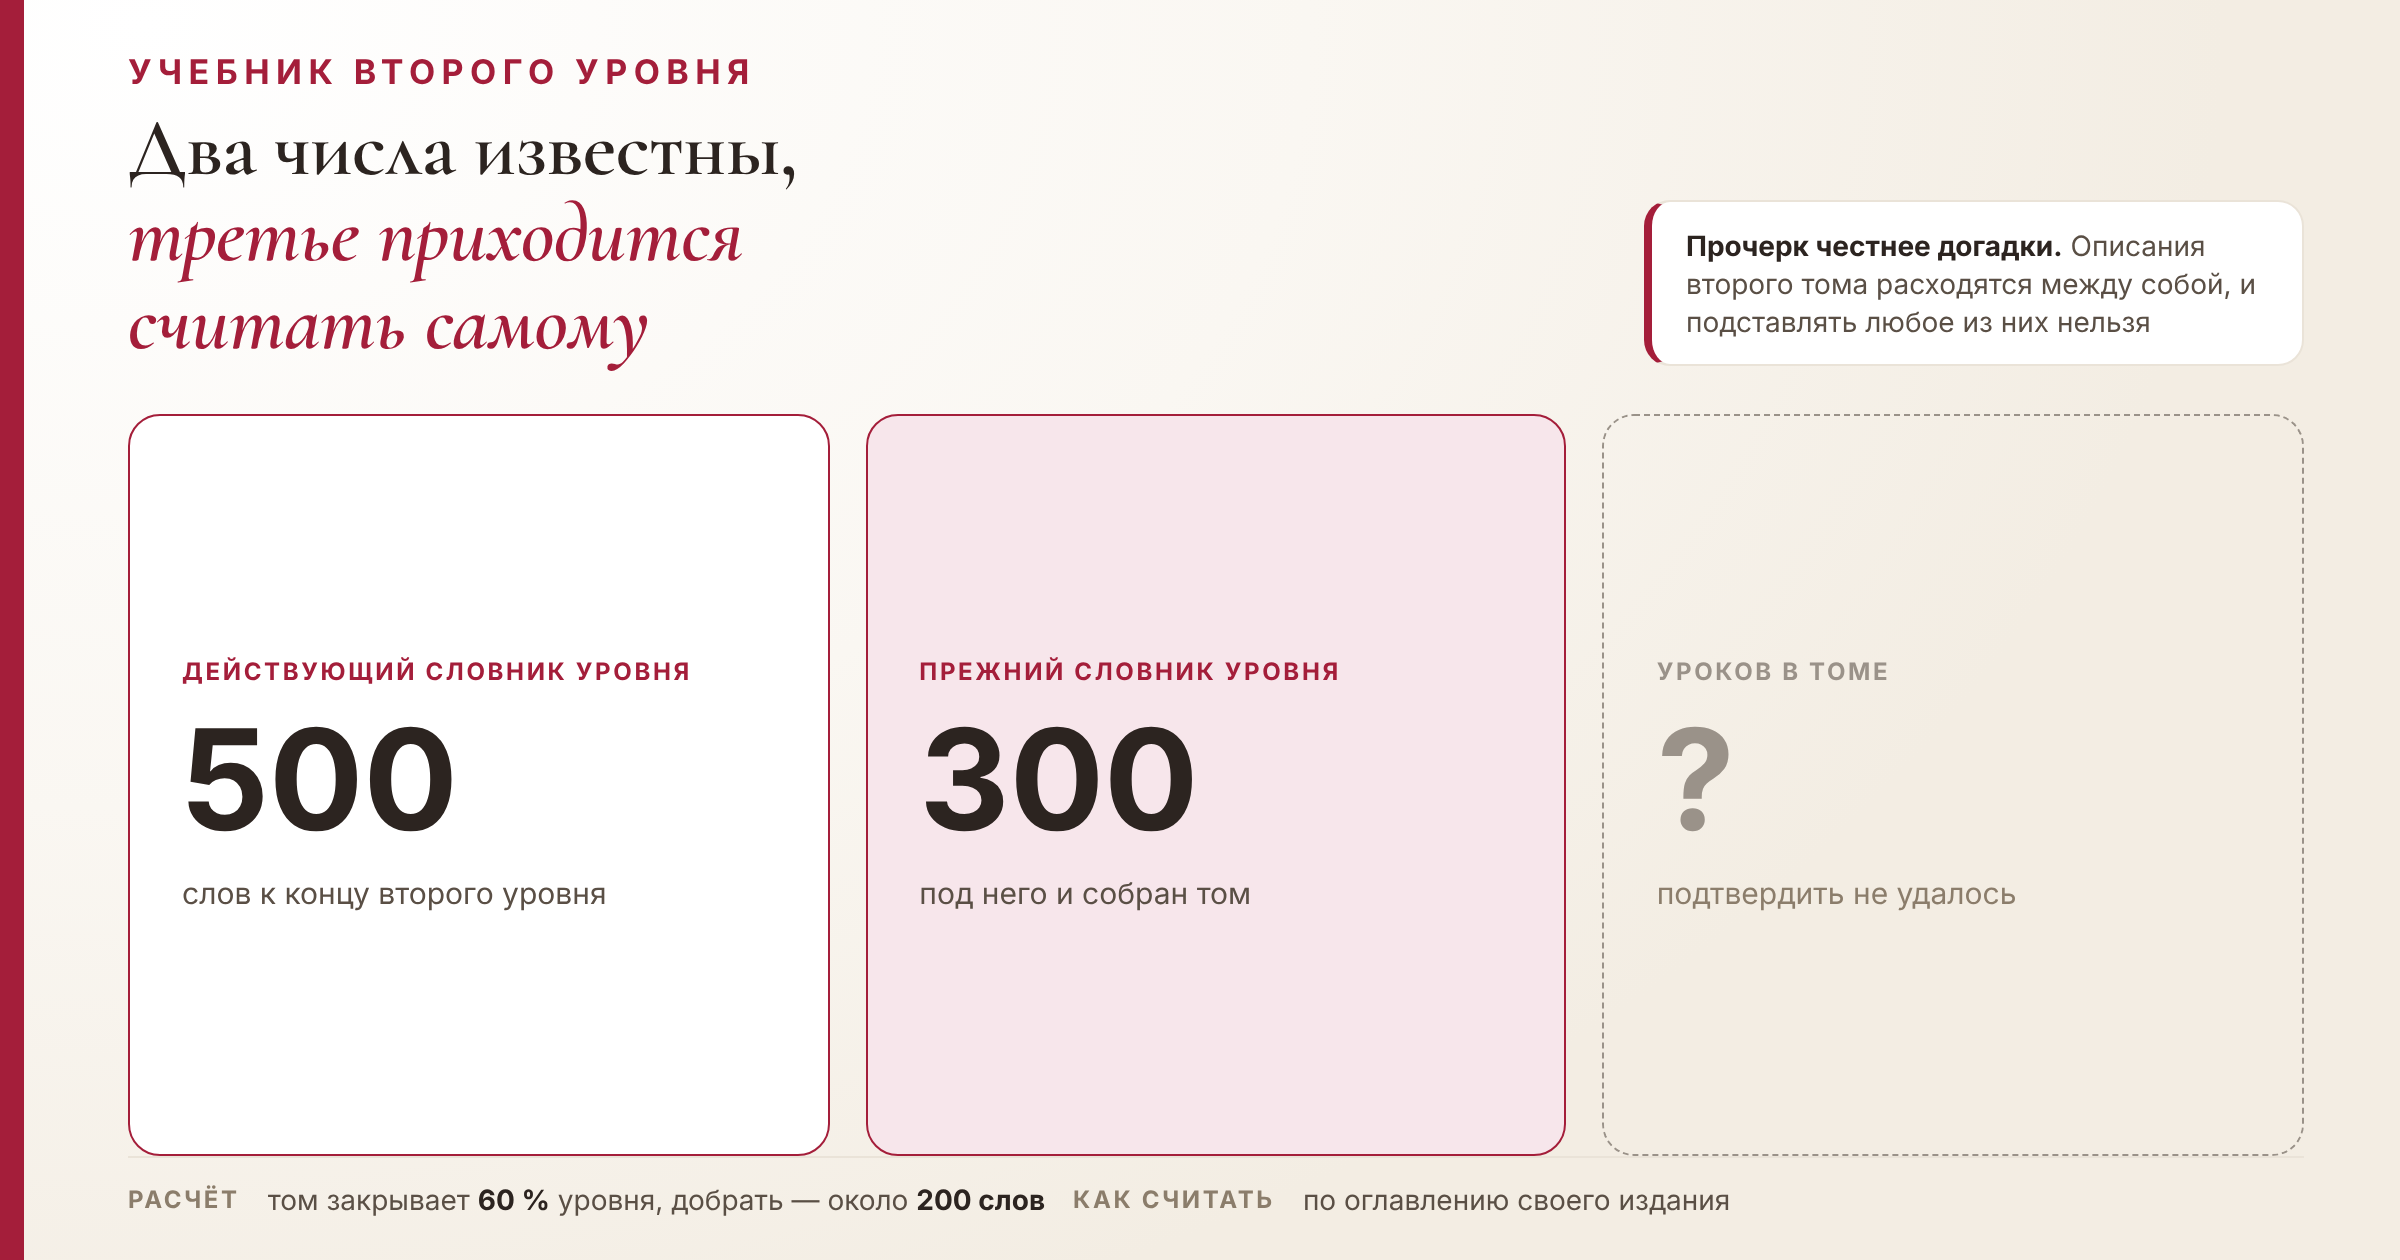 УЧЕБНИК ВТОРОГО УРОВНЯ
Два числа известны,
третье приходится
считать самому
Прочерк честнее догадки. Описания
второго тома расходятся между собой, и
подставлять любое из них нельзя
ДЕЙСТВУЮЩИЙ СЛОВНИК УРОВНЯ
500
слов к концу второго уровня
ПРЕЖНИЙ СЛОВНИК УРОВНЯ
300
под него и собран том
УРОКОВ В ТОМЕ
?
подтвердить не удалось
РАСЧЁТ том закрывает 60 % уровня, добрать — около 200 слов КАК СЧИТАТЬ по оглавлению своего издания